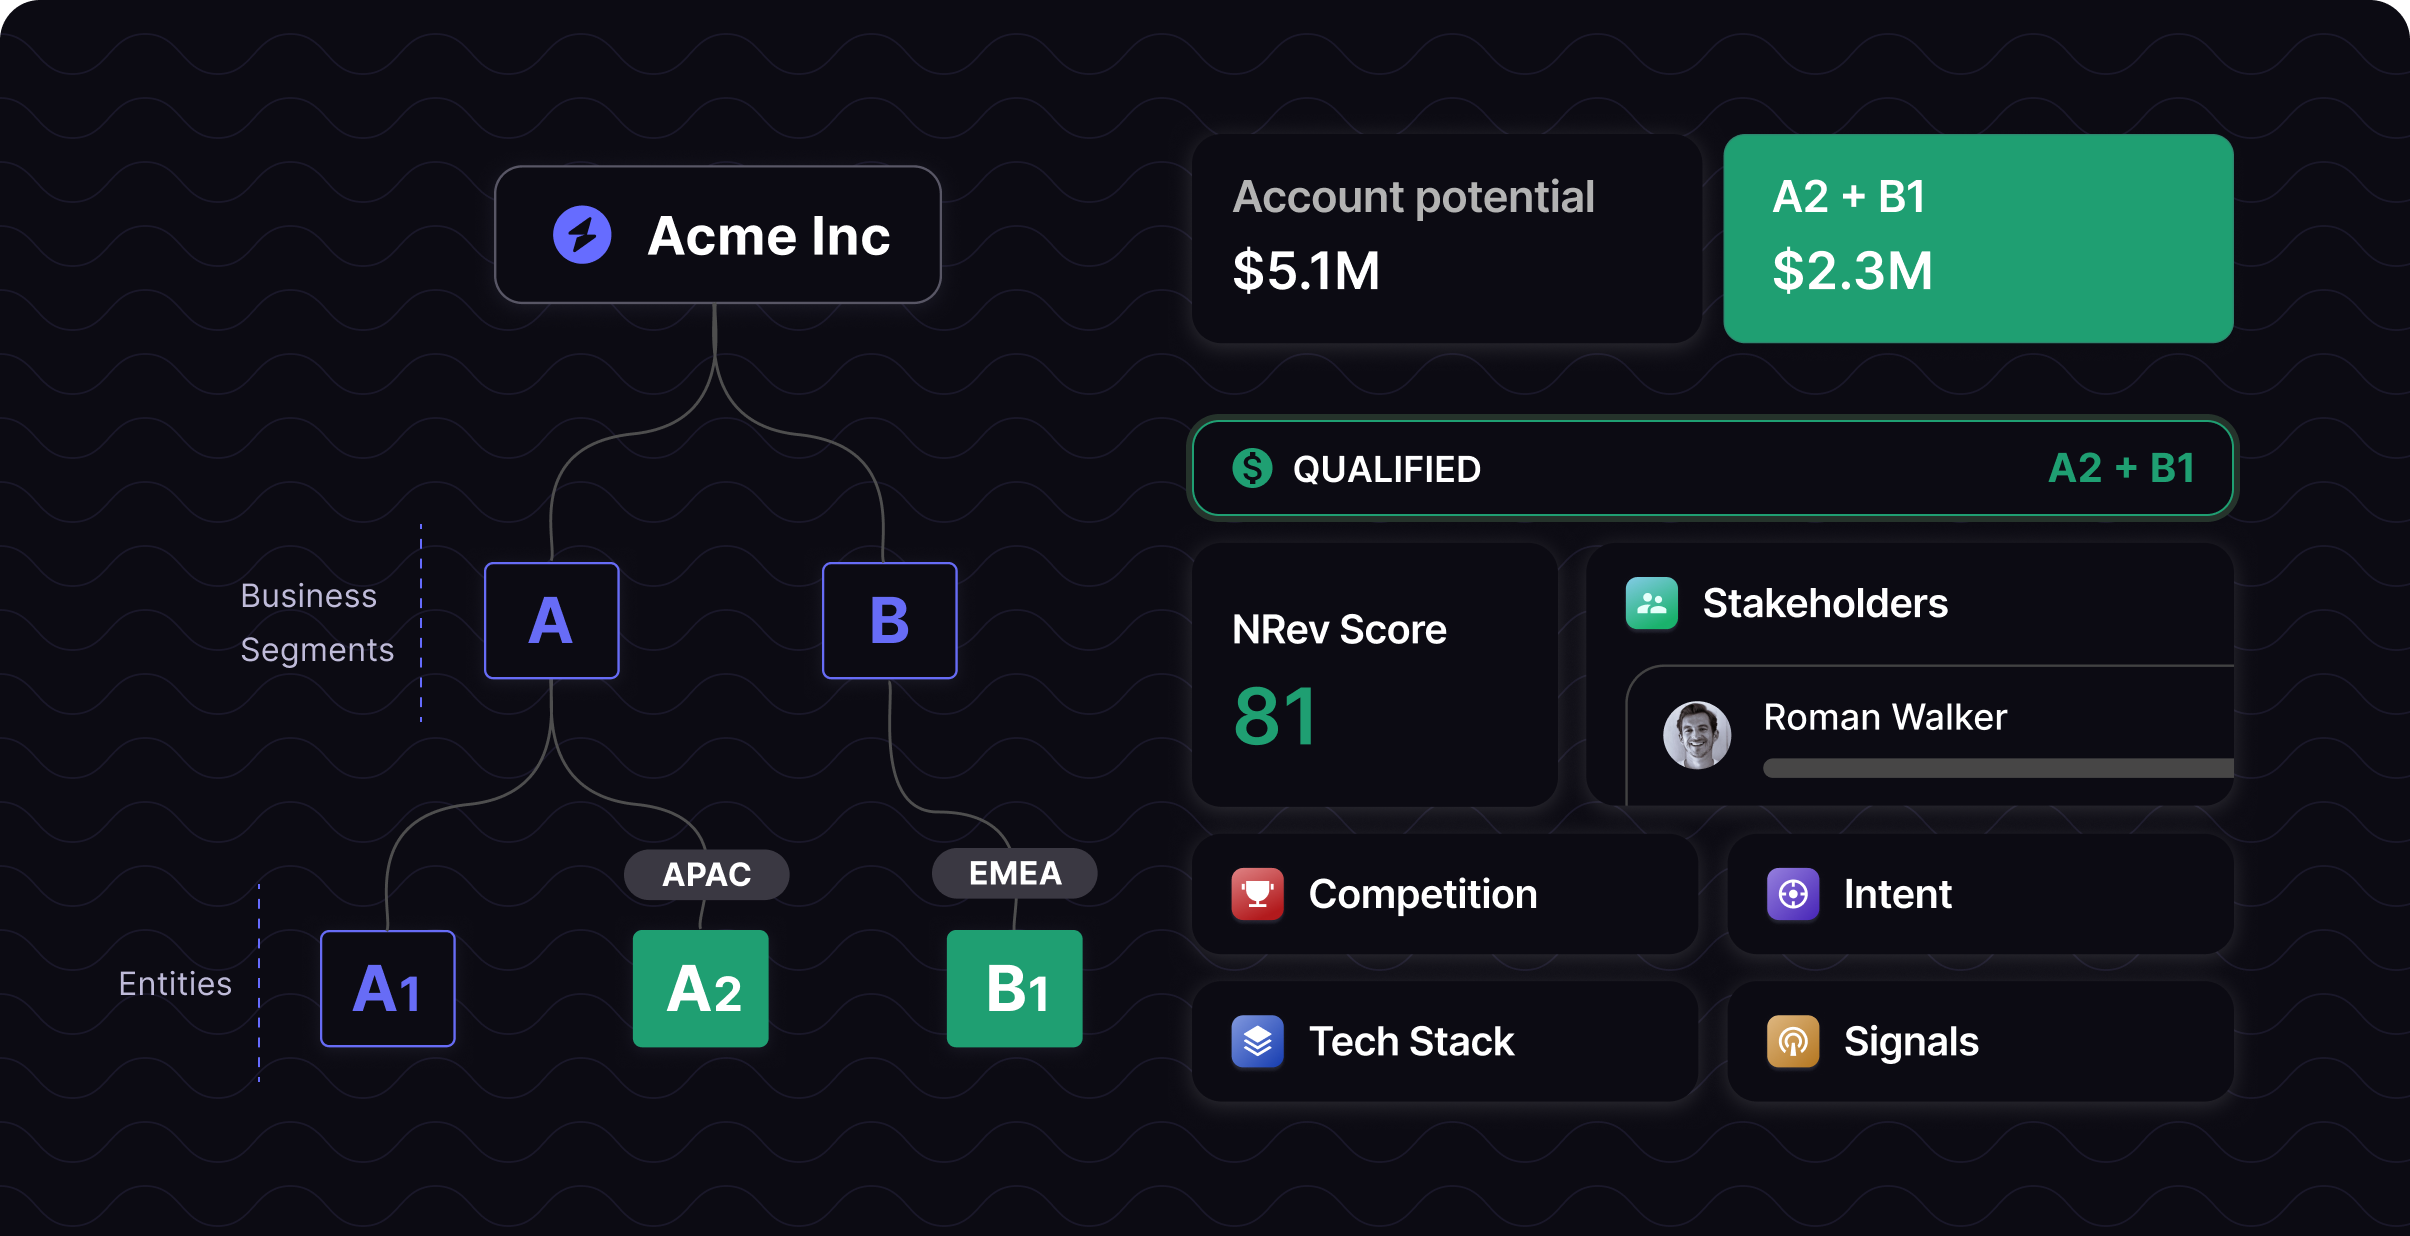 Acme Inc
Business
Segments
A
B
APAC
EMEA
Entities
A1
A2
B1
Account potential
$5.1M
A2 + B1
$2.3M
QUALIFIED
A2 + B1
NRev Score
81
Stakeholders
Roman Walker
Competition
Intent
Tech Stack
Signals